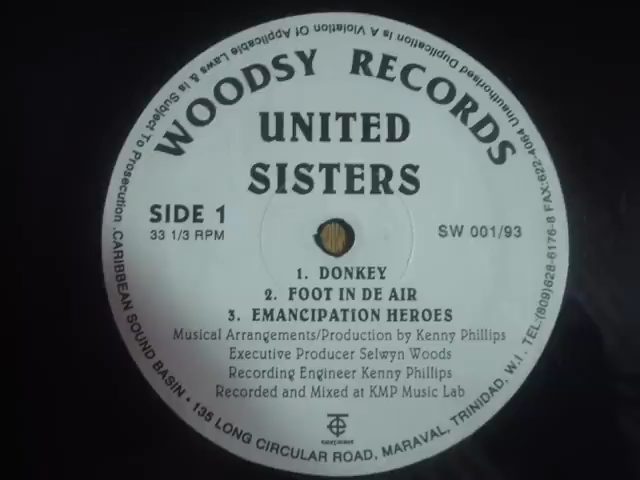 WOODSY RECORDS
UNITED
SISTERS
SIDE 1
33 1/3 RPM
SW 001/93
1. DONKEY
2. FOOT IN DE AIR
3. EMANCIPATION HEROES
Musical Arrangements/Production by Kenny Phillips
Executive Producer Selwyn Woods
Recording Engineer Kenny Phillips
Recorded and Mixed at KMP Music Lab
CARIBBEAN SOUND BASIN • 135 LONG CIRCULAR ROAD, MARAVAL, TRINIDAD, W.I. TEL:(809)628-6176-8 FAX:622-4064 Unauthorised Duplication Is A Violation Of Applicable Laws & Is Subject To Prosecution.